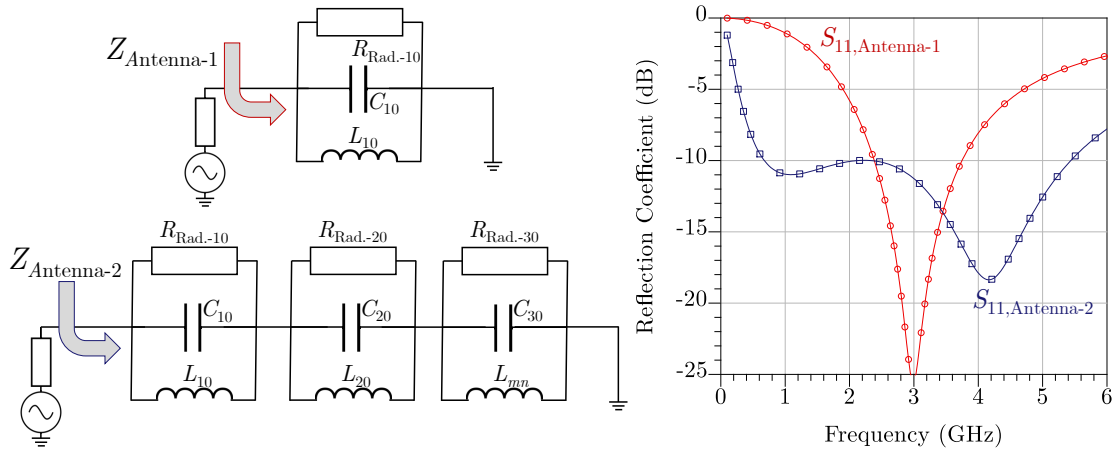 Z_Antenna-1
R_Rad.-10
C_10
L_10
Z_Antenna-2
R_Rad.-10
R_Rad.-20
R_Rad.-30
C_10
C_20
C_30
L_10
L_20
L_mn
Reflection Coefficient (dB)
0
-5
-10
-15
-20
-25
S_11,Antenna-1
S_11,Antenna-2
0 1 2 3 4 5 6
Frequency (GHz)